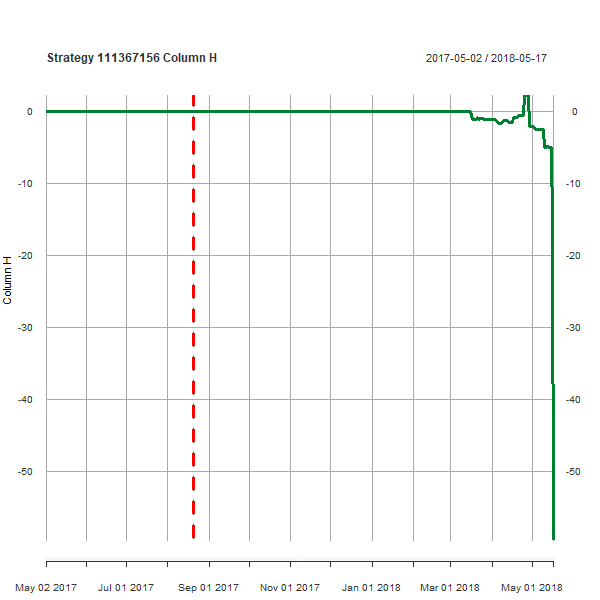 Strategy 111367156 Column H
2017-05-02 / 2018-05-17
0 0
-10 -10
-20 -20
Column H
-30 -30
-40 -40
-50 -50
May 02 2017 Jul 01 2017 Sep 01 2017 Nov 01 2017 Jan 01 2018 Mar 01 2018 May 01 2018